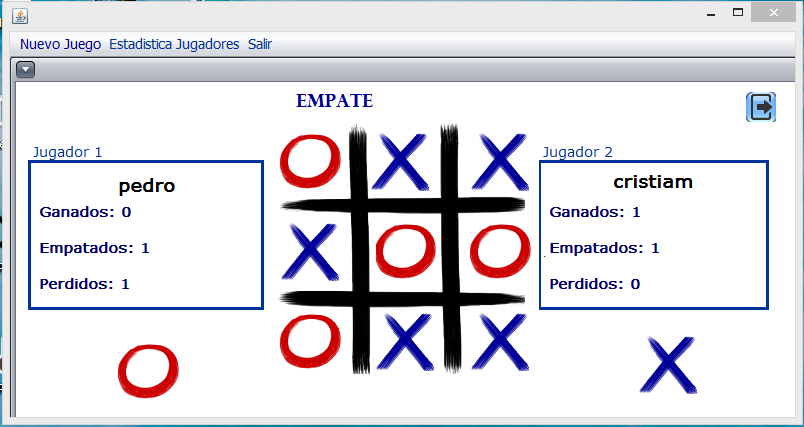 Nuevo Juego Estadistica Jugadores Salir
EMPATE
Jugador 1
pedro
Ganados: 0
Empatados: 1
Perdidos: 1
Jugador 2
cristiam
Ganados: 1
Empatados: 1
Perdidos: 0